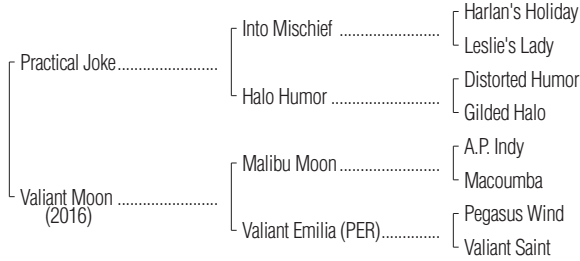 Harlan's Holiday
Into Mischief ........................
Leslie's Lady
Practical Joke........................
Distorted Humor
Halo Humor ..........................
Gilded Halo
A.P. Indy
Malibu Moon ........................
Macoumba
Valiant Moon ........................
(2016)
Pegasus Wind
Valiant Emilia (PER)..............
Valiant Saint